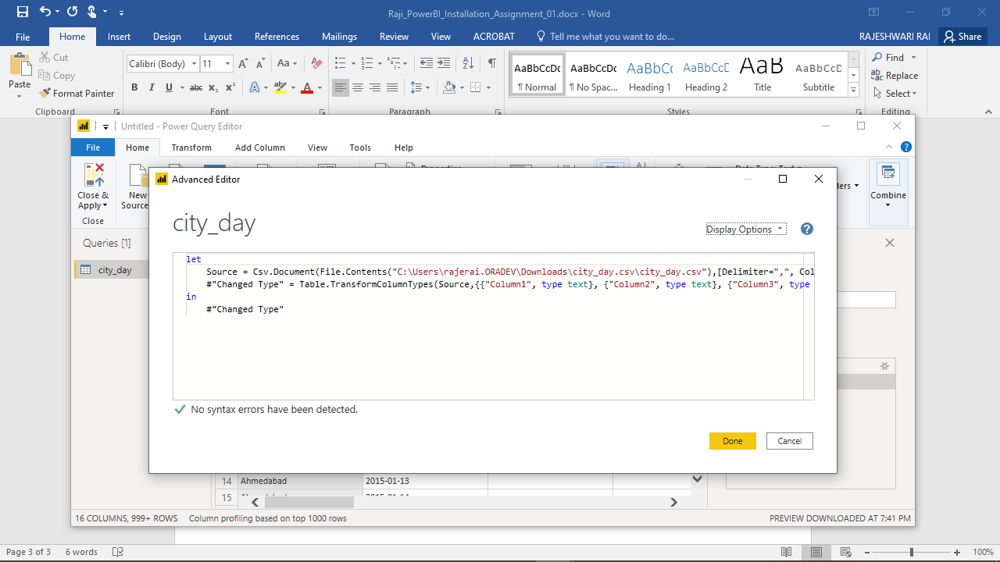 Raji_PowerBI_Installation_Assignment_01.docx - Word
File Home Insert Design Layout References Mailings Review View ACROBAT Tell me what you want to do... RAJESHWARI RAI Share
Paste
Cut
Copy
Format Painter
Clipboard
Calibri (Body) 11
Font
Paragraph
AaBbCcDc AaBbCcDc AaBbCc AaBbCcD AaB AaBbCcD
¶ Normal ¶ No Spac... Heading 1 Heading 2 Title Subtitle
Styles
Find
Replace
Select
Editing
Untitled - Power Query Editor
File Home Transform Add Column View Tools Help
Close &
Apply
Close
New
Source
Properties
Data Type: Text
Combine
Queries [1]
city_day
Advanced Editor
city_day
Display Options
let
Source = Csv.Document(File.Contents("C:\Users\rajerai.ORADEV\Downloads\city_day.csv\city_day.csv"),[Delimiter=",", Col
#"Changed Type" = Table.TransformColumnTypes(Source,{{"Column1", type text}, {"Column2", type text}, {"Column3", type
in
#"Changed Type"
No syntax errors have been detected.
Done Cancel
14 Ahmedabad 2015-01-13
15
16 COLUMNS, 999+ ROWS Column profiling based on top 1000 rows PREVIEW DOWNLOADED AT 7:41 PM
Page 3 of 3 6 words 100%